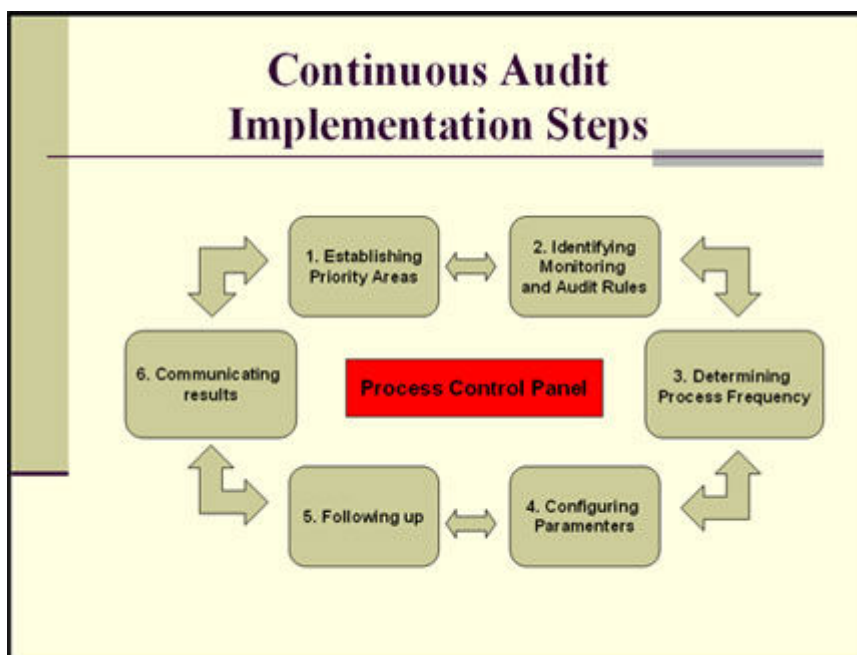 Continuous Audit
Implementation Steps
1. Establishing
Priority Areas
2. Identifying
Monitoring
and Audit Rules
6. Communicating
results
Process Control Panel
3. Determining
Process Frequency
5. Following up
4. Configuring
Paramenters